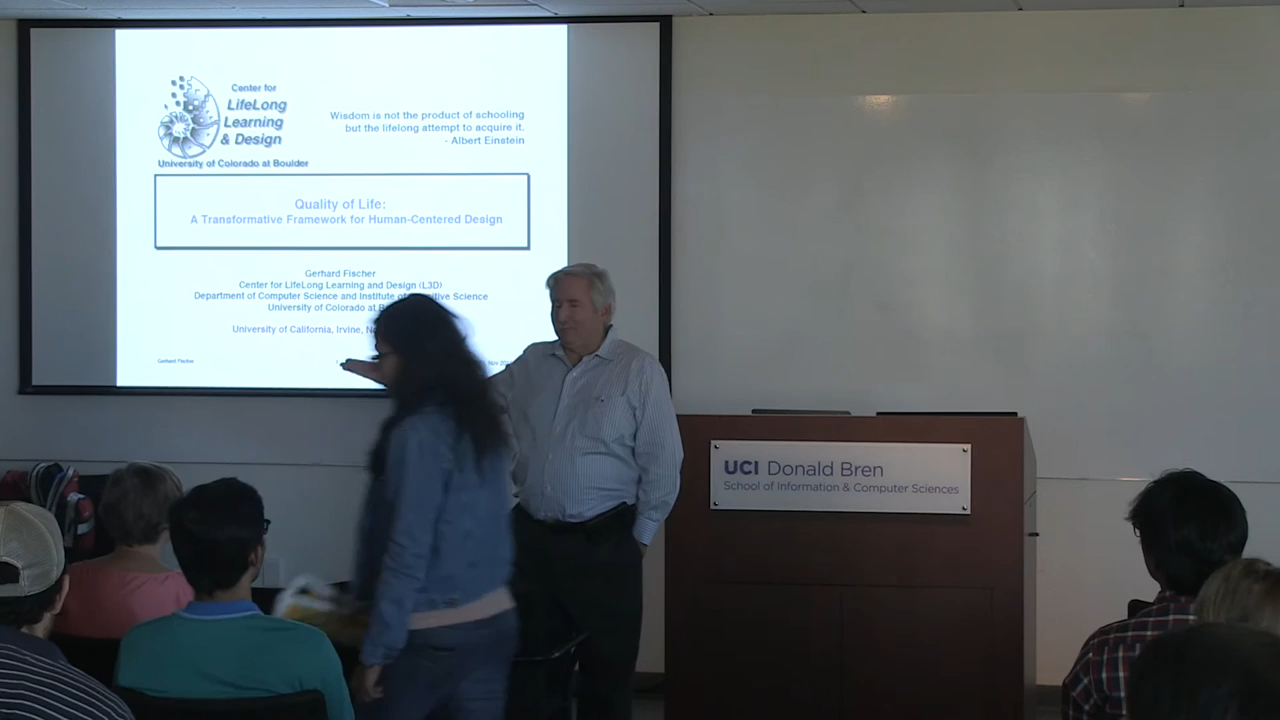 Center for
LifeLong
Learning
& Design
University of Colorado at Boulder
Wisdom is not the product of schooling
but the lifelong attempt to acquire it.
- Albert Einstein
Quality of Life:
A Transformative Framework for Human-Centered Design
Gerhard Fischer
Center for LifeLong Learning and Design (L3D)
Department of Computer Science and Institute of Science
University of Colorado at
University of California, Irvine,
Gerhard Fischer
UCI Donald Bren
School of Information & Computer Sciences